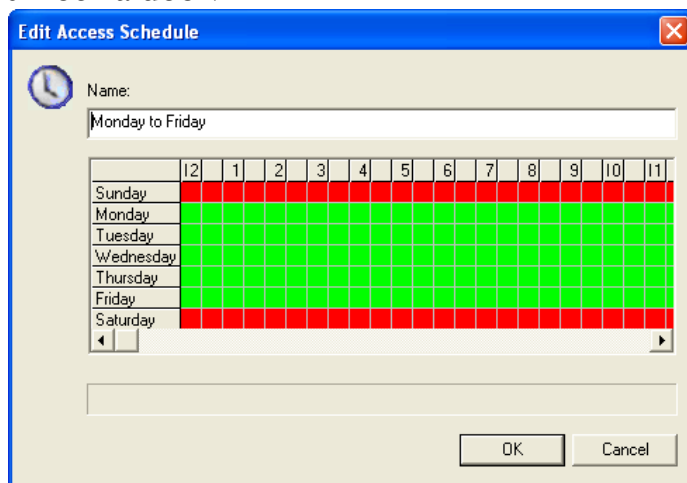 Edit Access Schedule
Name:
Monday to Friday
12 1 2 3 4 5 6 7 8 9 10 11
Sunday
Monday
Tuesday
Wednesday
Thursday
Friday
Saturday
OK Cancel